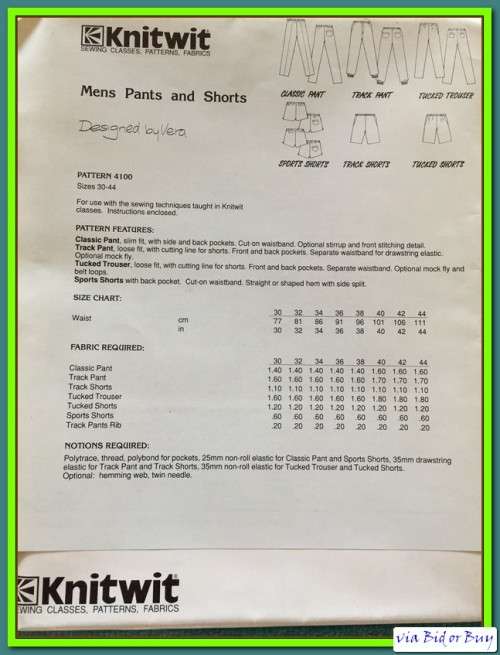 Knitwit
SEWING CLASSES, PATTERNS, FABRICS
CLASSIC PANT TRACK PANT TUCKED TROUSER
Mens Pants and Shorts
Designed by Vera
SPORTS SHORTS TRACK SHORTS TUCKED SHORTS
PATTERN 4100
Sizes 30-44
For use with the sewing techniques taught in Knitwit
classes. Instructions enclosed.
PATTERN FEATURES:
Classic Pant, slim fit, with side and back pockets. Cut-on waistband. Optional stirrup and front stitching detail.
Track Pant, loose fit, with cutting line for shorts. Front and back pockets. Separate waistband for drawstring elastic.
Optional mock fly.
Tucked Trouser, loose fit, with cutting line for shorts. Front and back pockets. Separate waistband. Optional mock fly and
belt loops.
Sports Shorts with back pocket. Cut-on waistband. Straight or shaped hem with side split.
SIZE CHART:
30 32 34 36 38 40 42 44
Waist cm 77 81 86 91 96 101 106 111
in 30 32 34 36 38 40 42 44
FABRIC REQUIRED:
30 32 34 36 38 40 42 44
Classic Pant 1.40 1.40 1.40 1.40 1.40 1.60 1.60 1.60
Track Pant 1.60 1.60 1.60 1.60 1.60 1.70 1.70 1.70
Track Shorts 1.10 1.10 1.10 1.10 1.10 1.10 1.10 1.10
Tucked Trouser 1.60 1.60 1.60 1.60 1.60 1.80 1.80 1.80
Tucked Shorts 1.20 1.20 1.20 1.20 1.20 1.20 1.20 1.20
Sports Shorts .60 .60 .60 .60 .60 .60 .60 .60
Track Pants Rib .20 .20 .20 .20 .20 .20 .20 .20
NOTIONS REQUIRED:
Polytrace, thread, polybond for pockets, 25mm non-roll elastic for Classic Pant and Sports Shorts, 35mm drawstring
elastic for Track Pant and Track Shorts, 35mm non-roll elastic for Tucked Trouser and Tucked Shorts.
Optional: hemming web, twin needle.
Knitwit®
EWING CLASSES, PATTERNS, FABRICS
via Bid or Buy